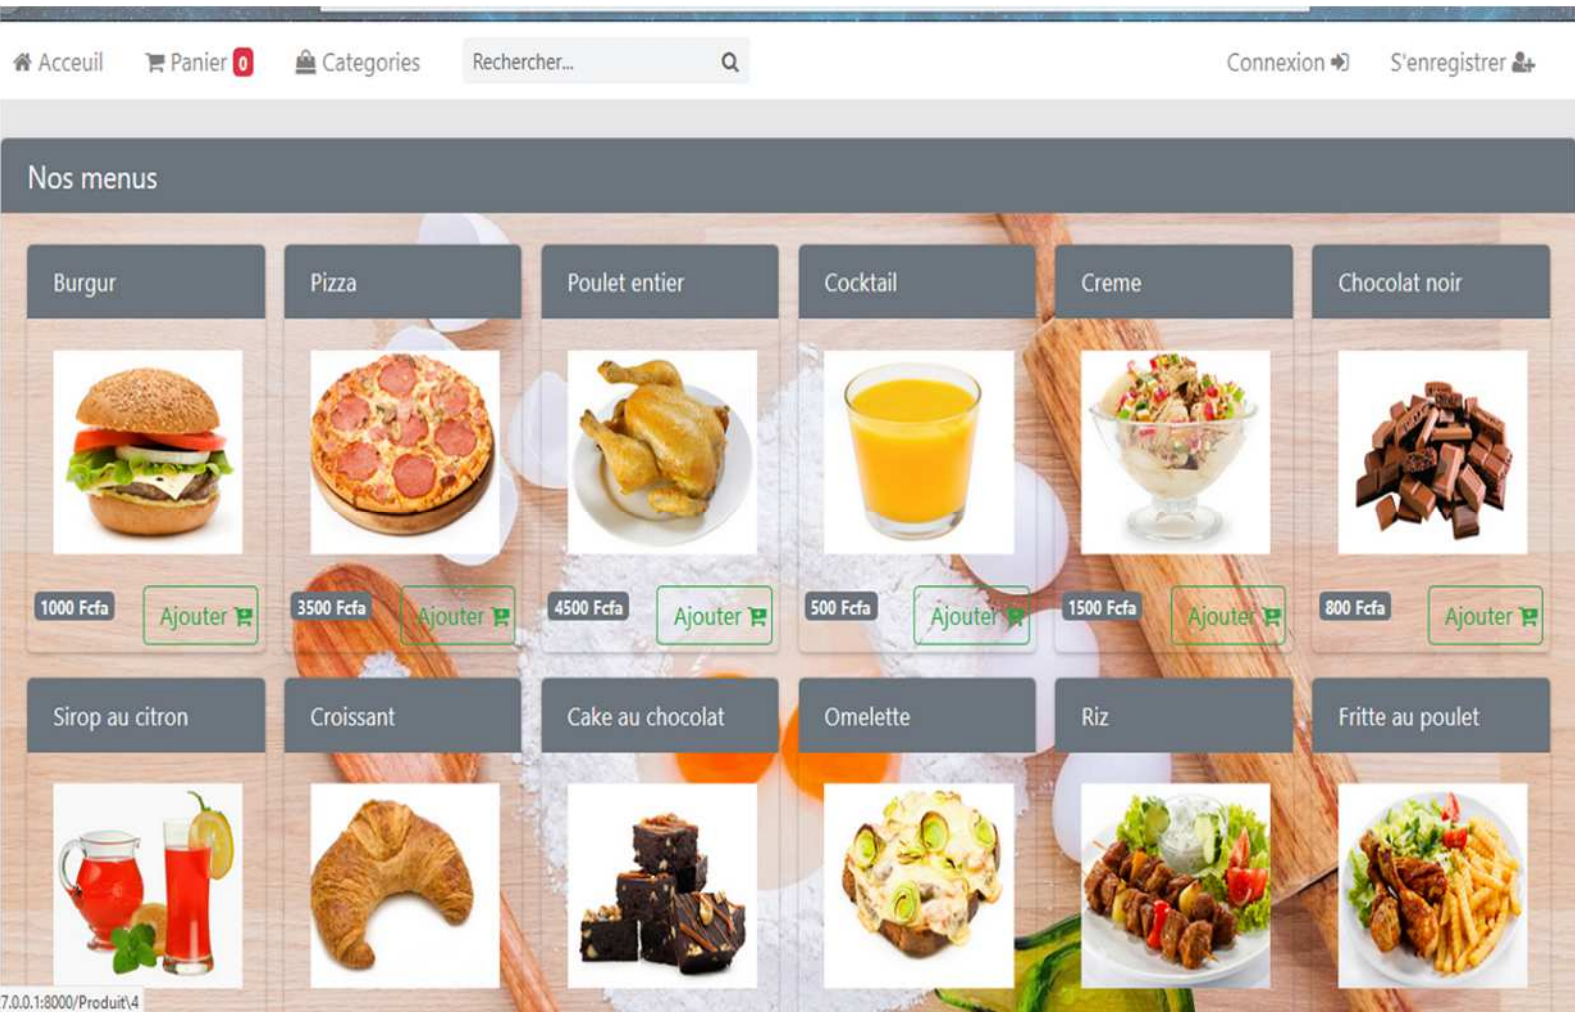 Acceuil Panier 0 Categories Rechercher... Connexion S'enregistrer
Nos menus
Burgur Pizza Poulet entier Cocktail Creme Chocolat noir
1000 Fcfa Ajouter 3500 Fcfa Ajouter 4500 Fcfa Ajouter 500 Fcfa Ajouter 1500 Fcfa Ajouter 800 Fcfa Ajouter
Sirop au citron Croissant Cake au chocolat Omelette Riz Fritte au poulet
7.0.0.1:8000/Produit\4